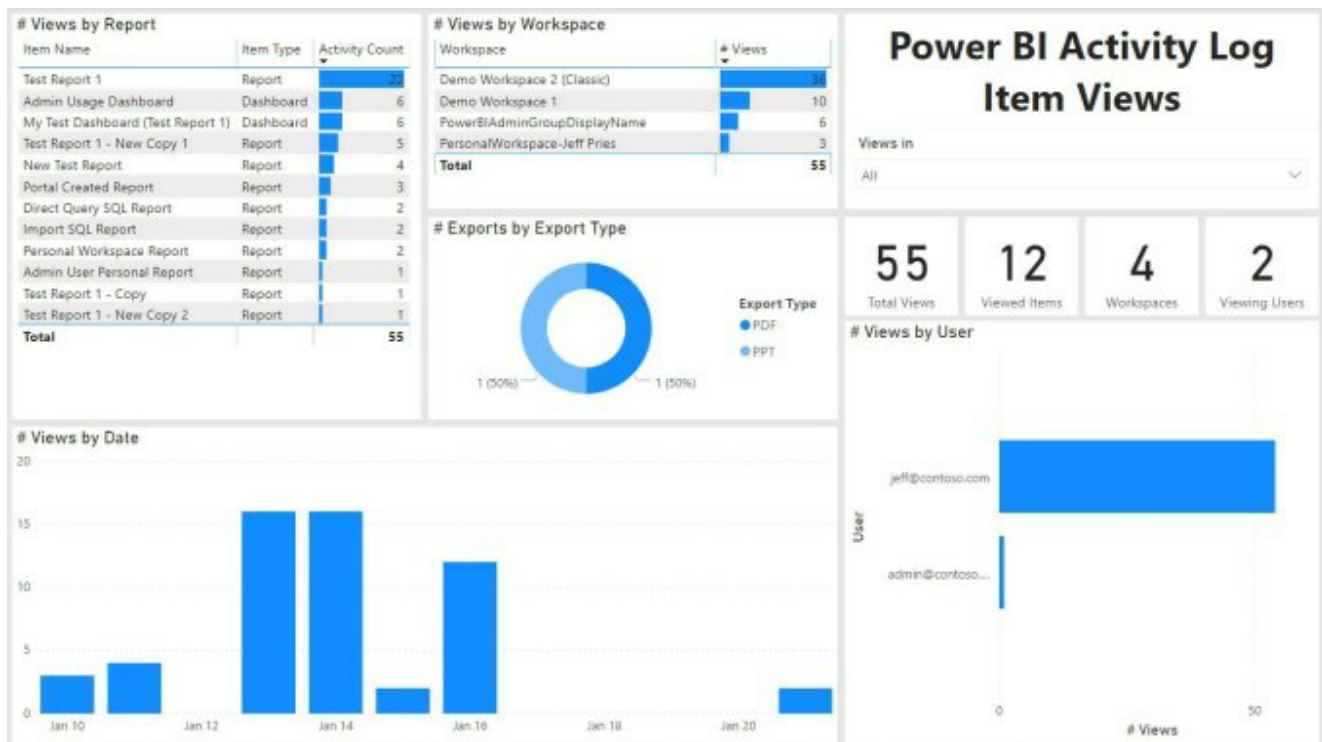 # Views by Report
Item Name Item Type Activity Count
Test Report 1 Report 22
Admin Usage Dashboard Dashboard 6
My Test Dashboard (Test Report 1) Dashboard 6
Test Report 1 - New Copy 1 Report 5
New Test Report Report 4
Portal Created Report Report 3
Direct Query SQL Report Report 2
Import SQL Report Report 2
Personal Workspace Report Report 2
Admin User Personal Report Report 1
Test Report 1 - Copy Report 1
Test Report 1 - New Copy 2 Report 1
Total 55
# Views by Workspace
Workspace # Views
Demo Workspace 2 (Classic) 36
Demo Workspace 1 10
PowerBIAdminGroupDisplayName 6
PersonalWorkspace-Jeff Pries 3
Total 55
Power BI Activity Log
Item Views
Views in
All
# Exports by Export Type
Export Type
PDF
PPT
1 (50%) 1 (50%)
55 12 4 2
Total Views Viewed Items Workspaces Viewing Users
# Views by User
jeff@contoso.com
User
admin@contoso....
0 50
# Views
# Views by Date
20
15
10
5
0
Jan 10 Jan 12 Jan 14 Jan 16 Jan 18 Jan 20